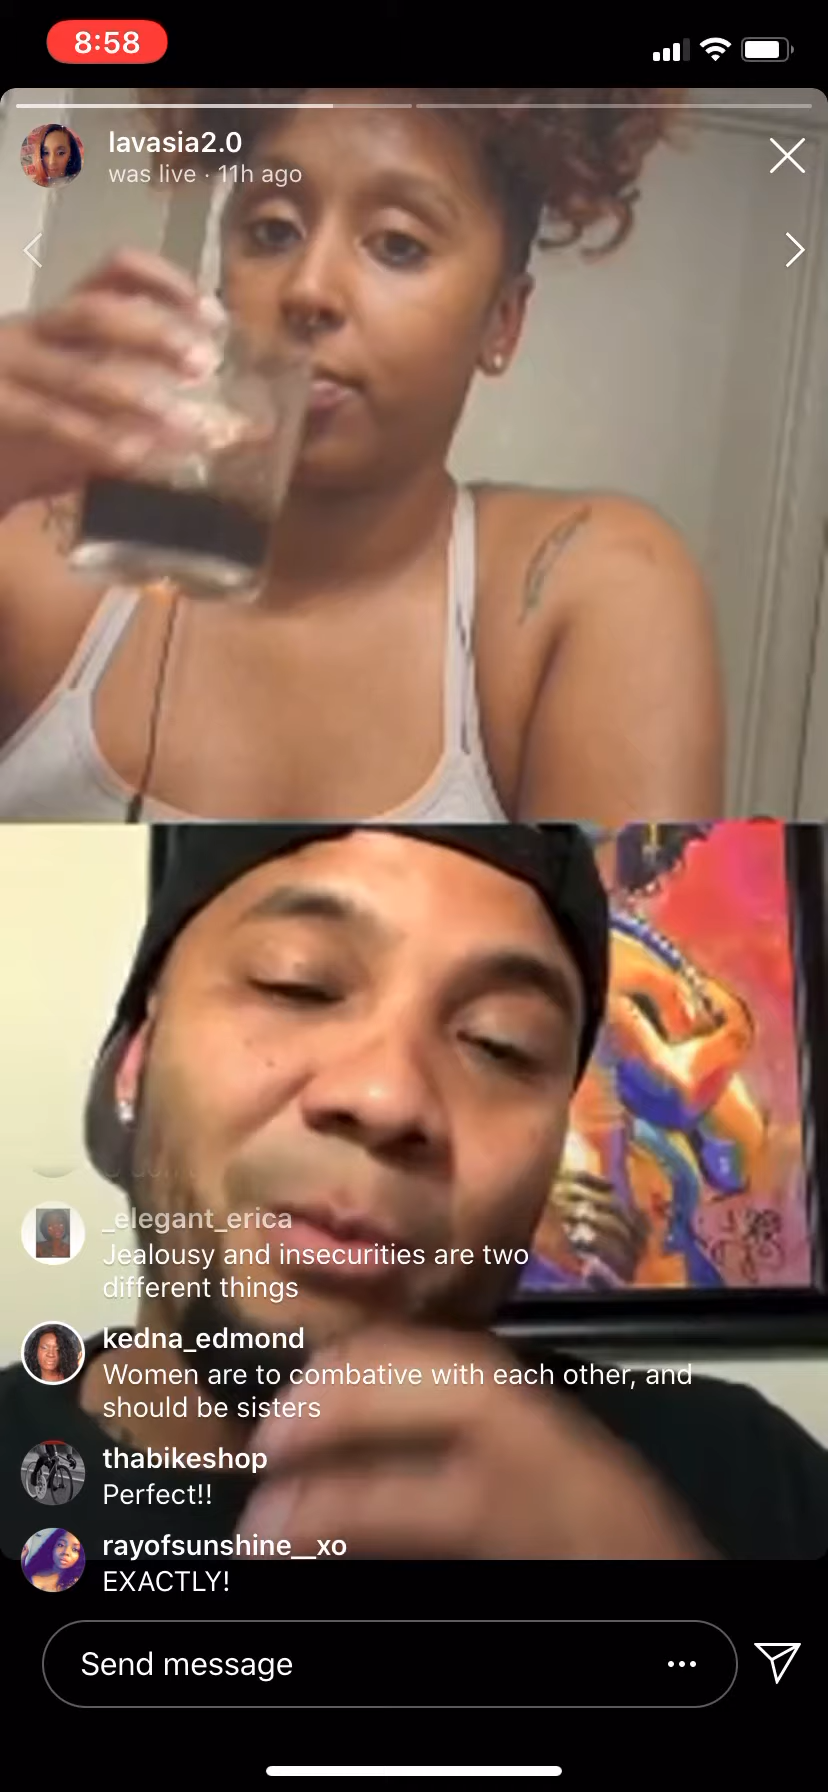 8:58
lavasia2.0
was live · 11h ago
_elegant_erica
Jealousy and insecurities are two
different things
kedna_edmond
Women are to combative with each other, and
should be sisters
thabikeshop
Perfect!!
rayofsunshine__xo
EXACTLY!
Send message